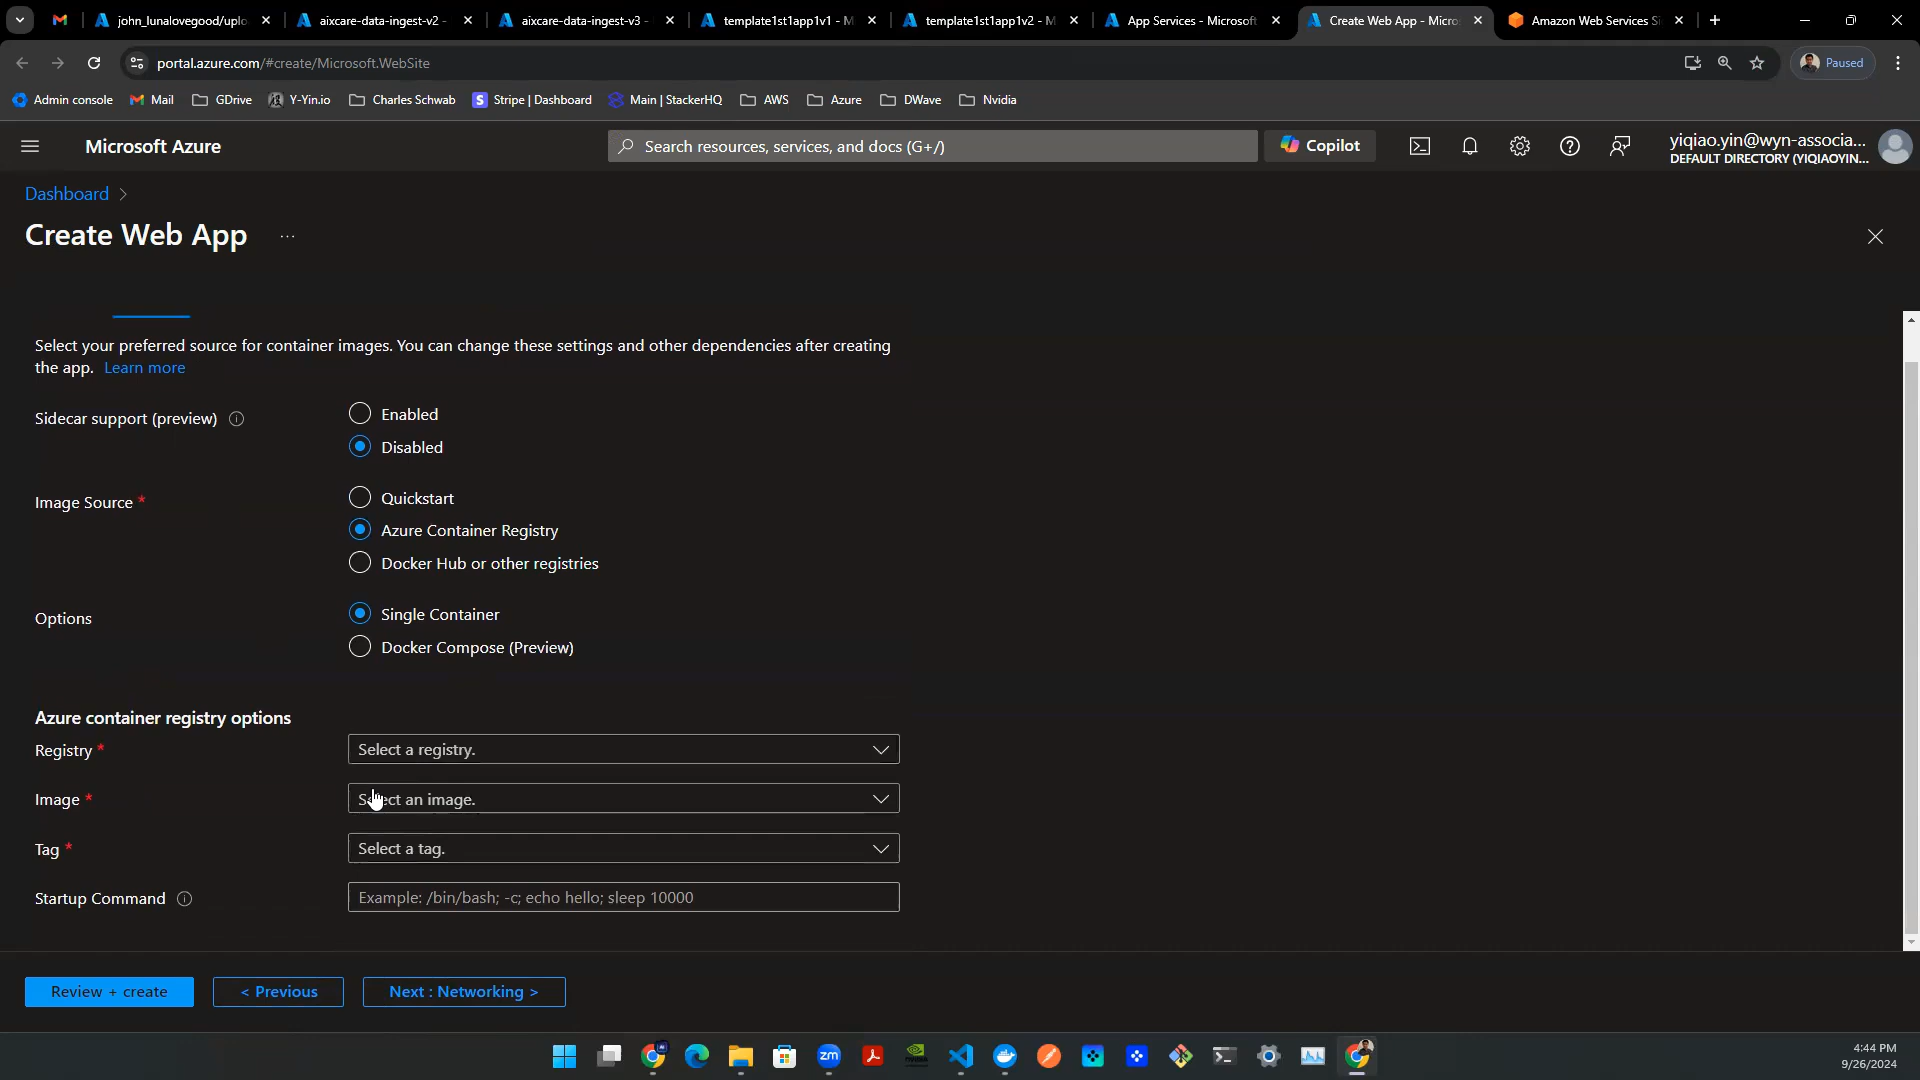 john_lunalovegood/uplo
aixcare-data-ingest-v2 -
aixcare-data-ingest-v3 -
template1st1app1v1 - M
template1st1app1v2 - M
App Services - Microsoft
Create Web App - Micro
Amazon Web Services Si
portal.azure.com/#create/Microsoft.WebSite
Paused
Admin console
Mail
GDrive
Y-Yin.io
Charles Schwab
Stripe | Dashboard
Main | StackerHQ
AWS
Azure
DWave
Nvidia
Microsoft Azure
Search resources, services, and docs (G+/)
Copilot
yiqiao.yin@wyn-associa...
DEFAULT DIRECTORY (YIQIAOYIN...
Dashboard >
Create Web App ...
Select your preferred source for container images. You can change these settings and other dependencies after creating
the app. Learn more
Sidecar support (preview)
Enabled
Disabled
Image Source *
Quickstart
Azure Container Registry
Docker Hub or other registries
Options
Single Container
Docker Compose (Preview)
Azure container registry options
Registry *
Select a registry.
Image *
Select an image.
Tag *
Select a tag.
Startup Command
Example: /bin/bash; -c; echo hello; sleep 10000
Review + create
< Previous
Next : Networking >
zm
4:44 PM
9/26/2024